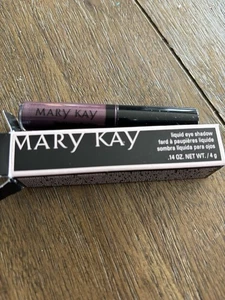 MARY KAY
MARY KAY
liquid eye shadow
fard à paupières liquide
sombra líquida para ojos
.14 OZ. NET WT. / 4 g